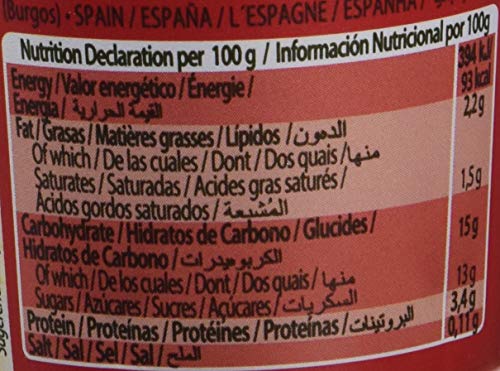 (Burgos) · SPAIN / ESPAÑA / L´ESPAGNE / ESPANHA /
Nutrition Declaration per 100 g / Información Nutricional por 100g
Energy / Valor energético / Énergie / 394 kJ
Energia / القيمة الحرارية 93 kcal
Fat / Grasas / Matières grasses / Lípidos / الدهون 2,2g
Of which / De las cuales / Dont / Dos quais / منها
Saturates / Saturadas / Acides gras saturés / 1,5g
Ácidos gordos saturados / المُشبعة
Carbohydrate / Hidratos de Carbono / Glucides / 15g
Hidratos de Carbono / الكربوهيدرات
Of which / De los cuales / Dont / Dos quais / منها 13g
Sugars / Azúcares / Sucres / Açúcares / السكريات
Protein / Proteínas / Protéines / Proteínas / البروتينات 3,4g
Salt / Sal / Sel / Sal / الملح 0,11g